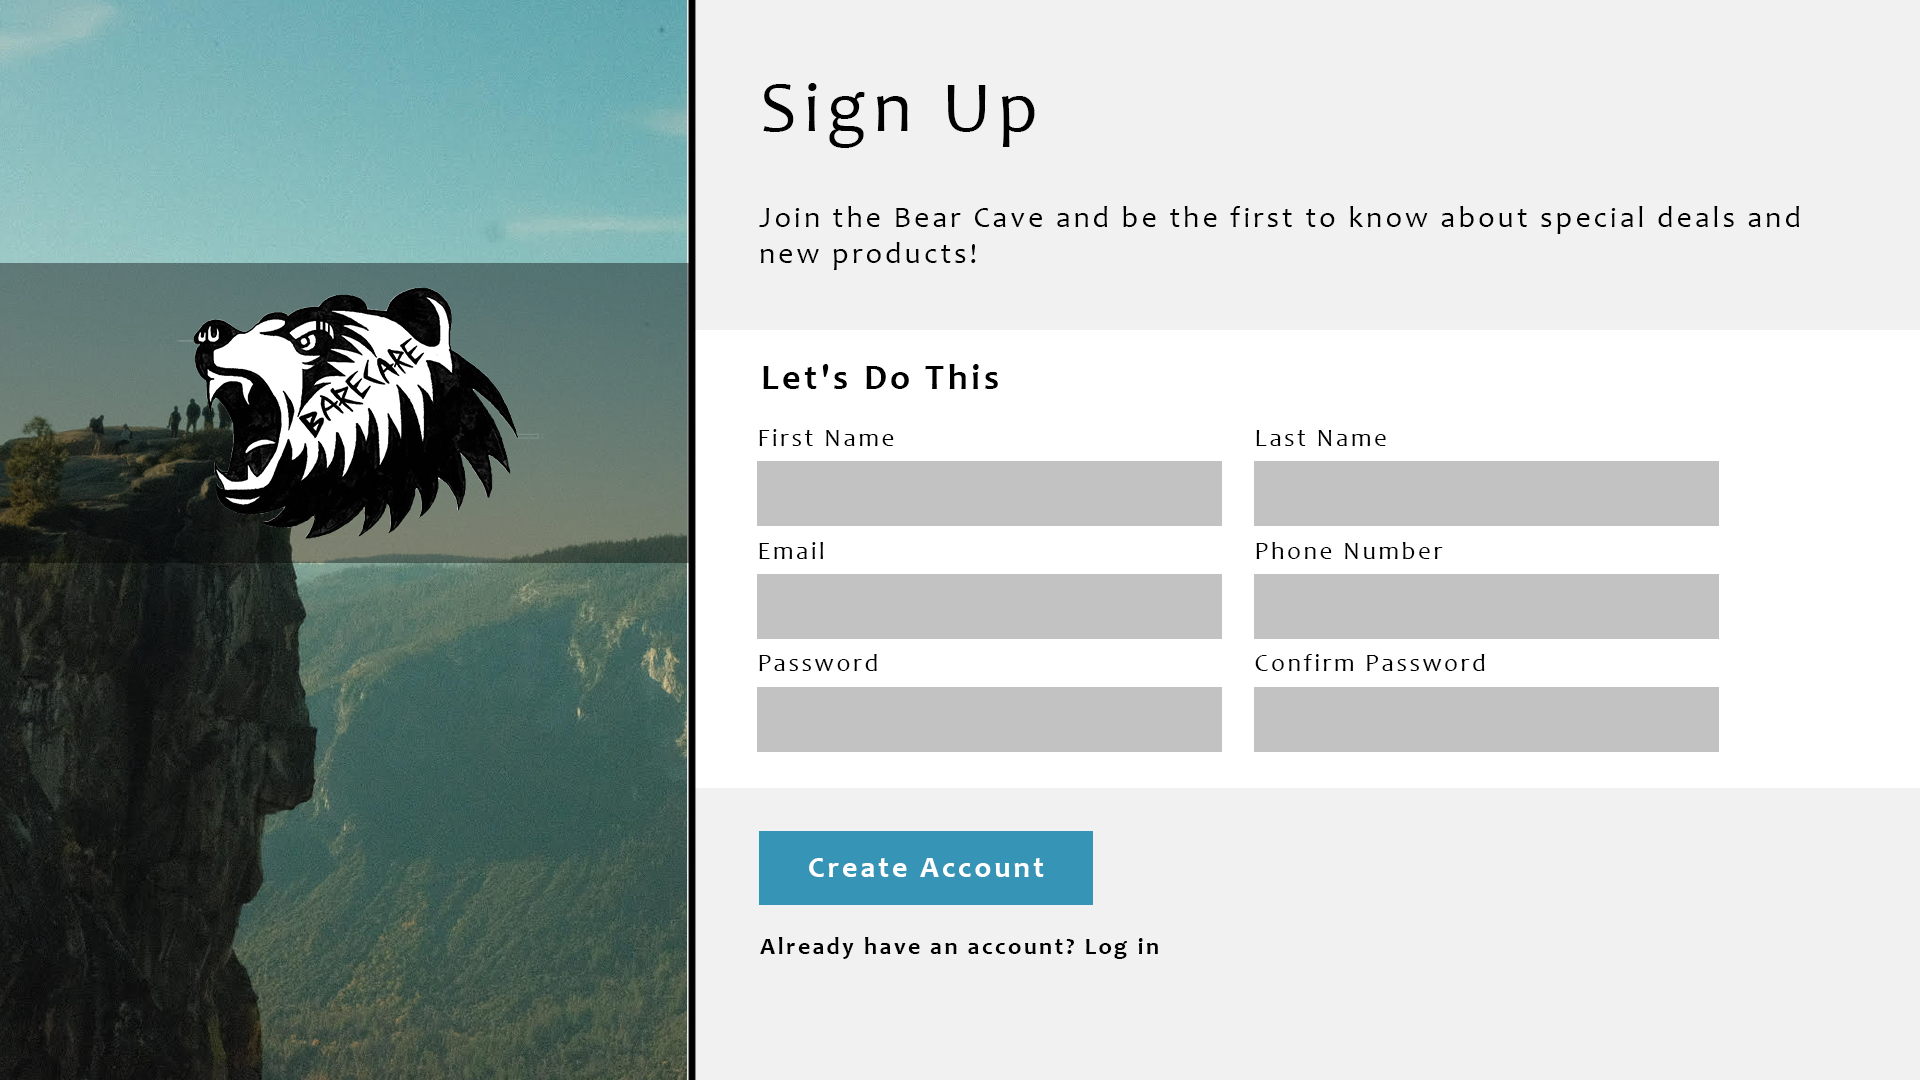 BARECARE
Sign Up
Join the Bear Cave and be the first to know about special deals and
new products!
Let's Do This
First Name
Last Name
Email
Phone Number
Password
Confirm Password
Create Account
Already have an account? Log in